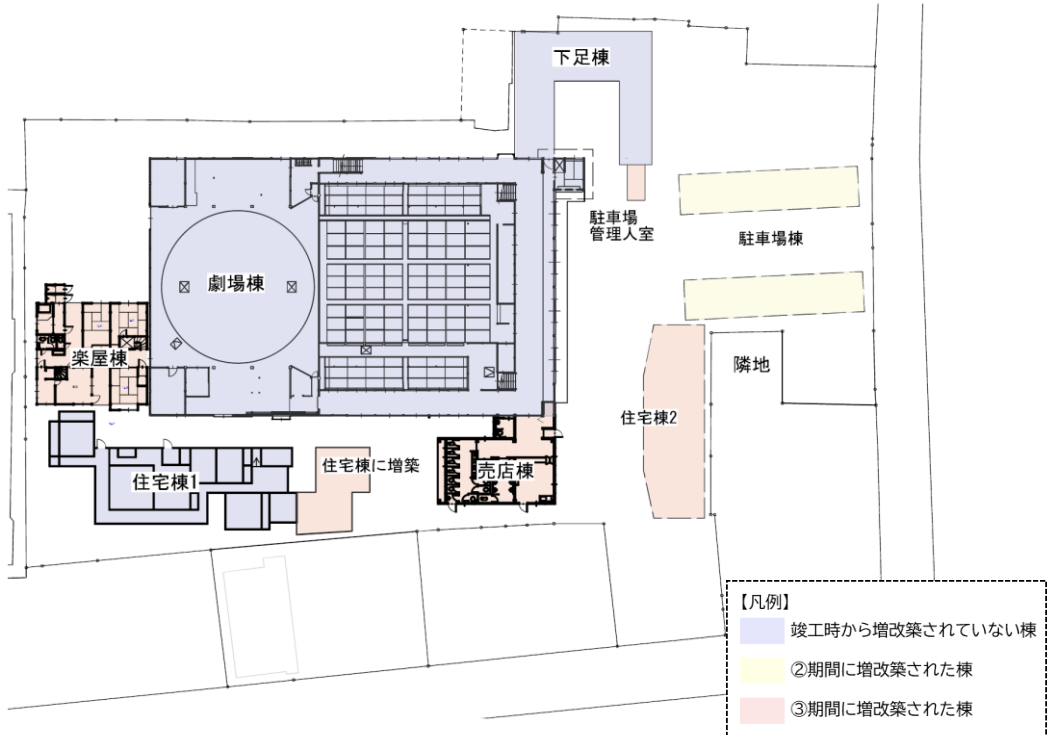 下足棟
駐車場
管理人室
駐車場棟
劇場棟
楽屋棟
隣地
住宅棟2
住宅棟に増築
売店棟
住宅棟1
【凡例】
竣工時から増改築されていない棟
②期間に増改築された棟
③期間に増改築された棟